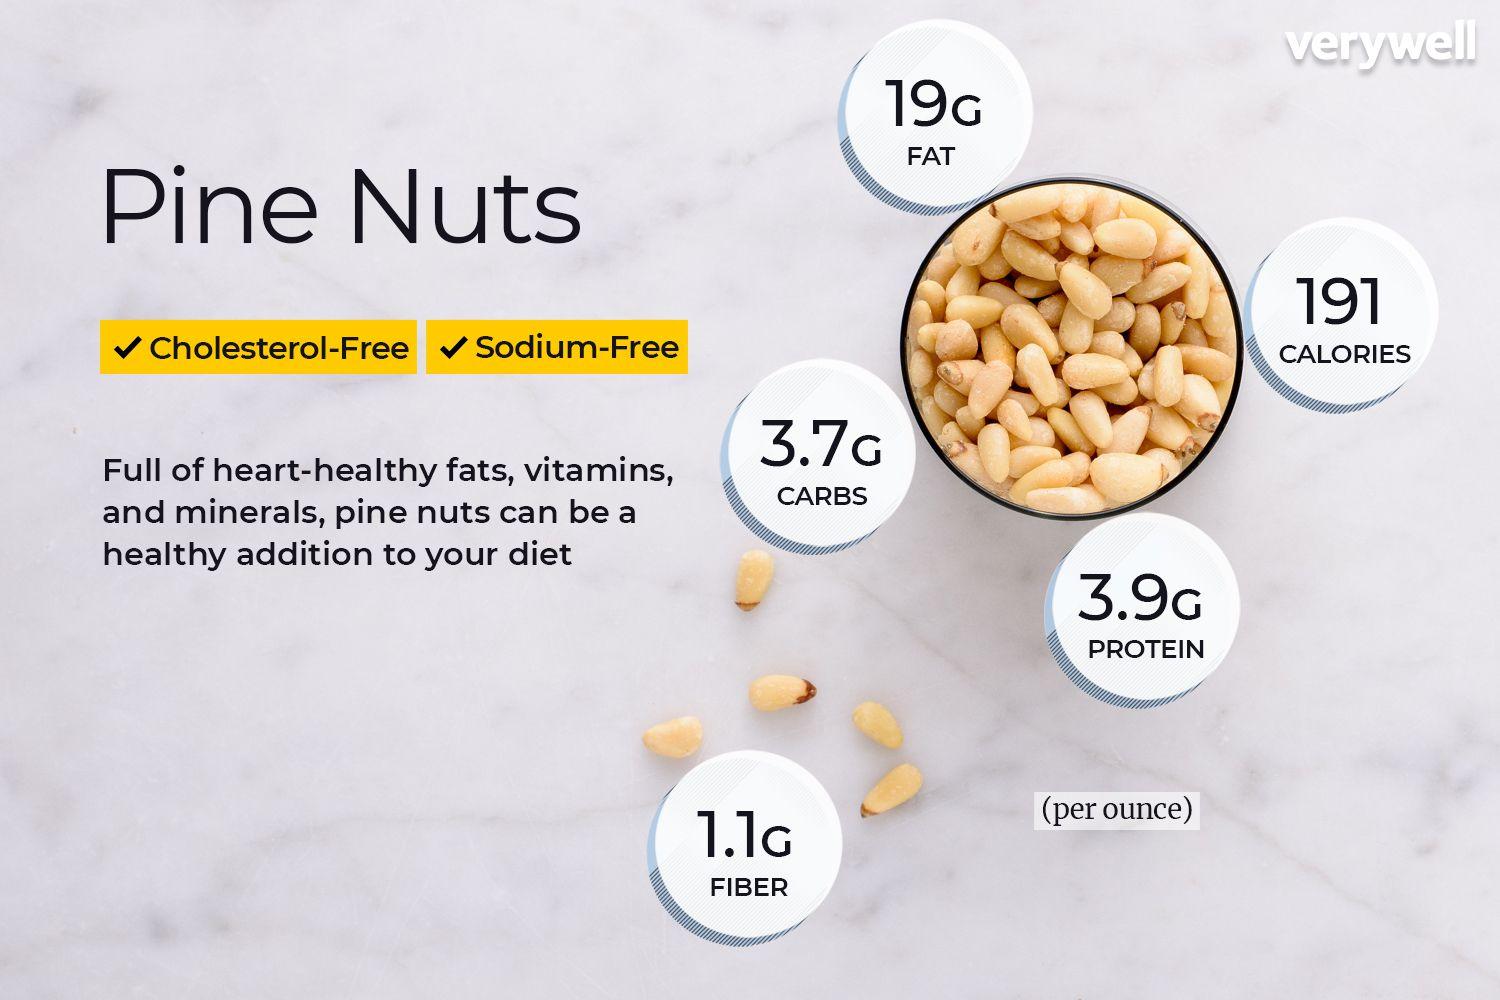 verywell
Pine Nuts
Cholesterol-Free
Sodium-Free
Full of heart-healthy fats, vitamins,
and minerals, pine nuts can be a
healthy addition to your diet
19G
FAT
191
CALORIES
3.7G
CARBS
3.9G
PROTEIN
1.1G
FIBER
(per ounce)